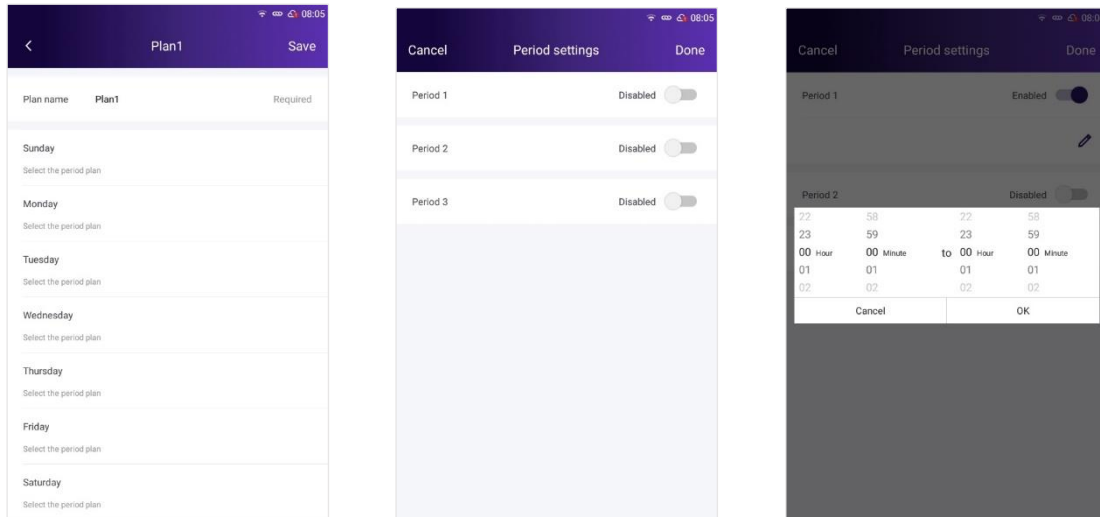 08:05
Plan1 Save
Plan name Plan1 Required
Sunday
Select the period plan
Monday
Select the period plan
Tuesday
Select the period plan
Wednesday
Select the period plan
Thursday
Select the period plan
Friday
Select the period plan
Saturday
Select the period plan
08:05
Cancel Period settings Done
Period 1 Disabled
Period 2 Disabled
Period 3 Disabled
Cancel Period settings Done
Period 1 Enabled
Period 2 Disabled
22 58 22 58
23 59 23 59
00 Hour 00 Minute to 00 Hour 00 Minute
01 01 01 01
02 02 02 02
Cancel OK